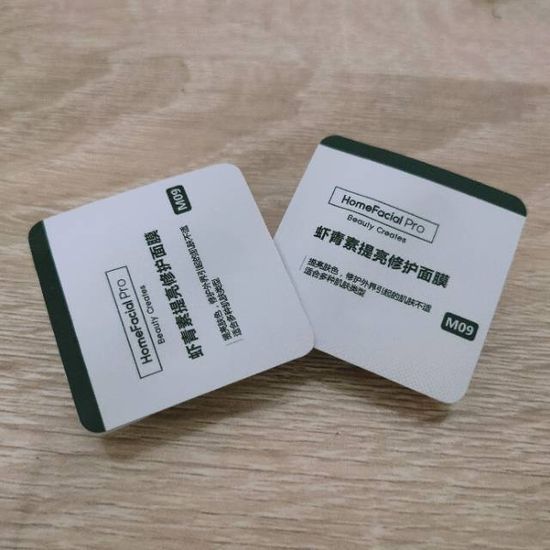 HomeFacial Pro
Beauty Creates
虾青素提亮修护面膜
提亮肤色，修护外界引起的肌肤不适
适合多种肌肤类型
M09
HomeFacial Pro
Beauty Creates
虾青素提亮修护面膜
提亮肤色，修护外界引起的肌肤不适
适合多种肌肤类型
M09